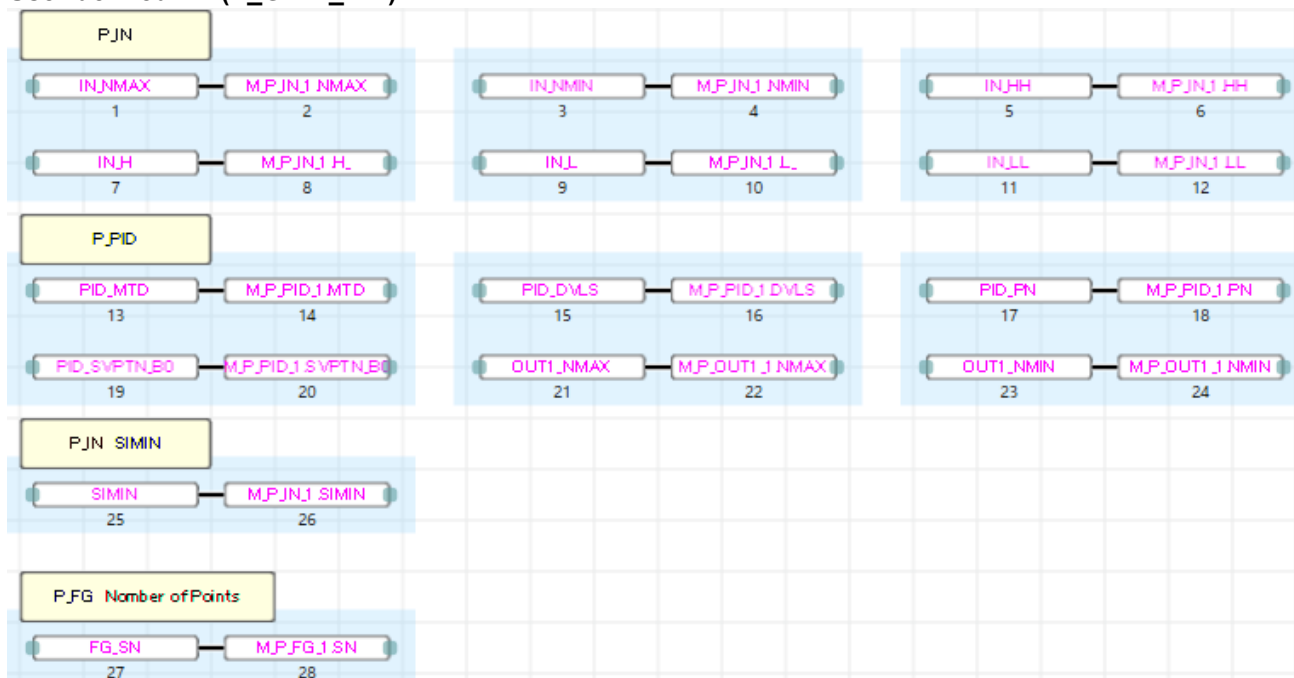 P_IN
IN_NMAX M_P_IN_1.NMAX IN_NMIN M_P_IN_1.NMIN IN_HH M_P_IN_1.HH
1 2 3 4 5 6
IN_H M_P_IN_1.H_ IN_L M_P_IN_1.L_ IN_LL M_P_IN_1.LL
7 8 9 10 11 12
P_PID
PID_MTD M_P_PID_1.MTD PID_DVLS M_P_PID_1.DVLS PID_PN M_P_PID_1.PN
13 14 15 16 17 18
PID_SVPTN_B0 M_P_PID_1.SVPTN_B0 OUT1_NMAX M_P_OUT1_1.NMAX OUT1_NMIN M_P_OUT1_1.NMIN
19 20 21 22 23 24
P_IN SIMIN
SIMIN M_P_IN_1.SIMIN
25 26
P_FG Nomber of Points
FG_SN M_P_FG_1.SN
27 28